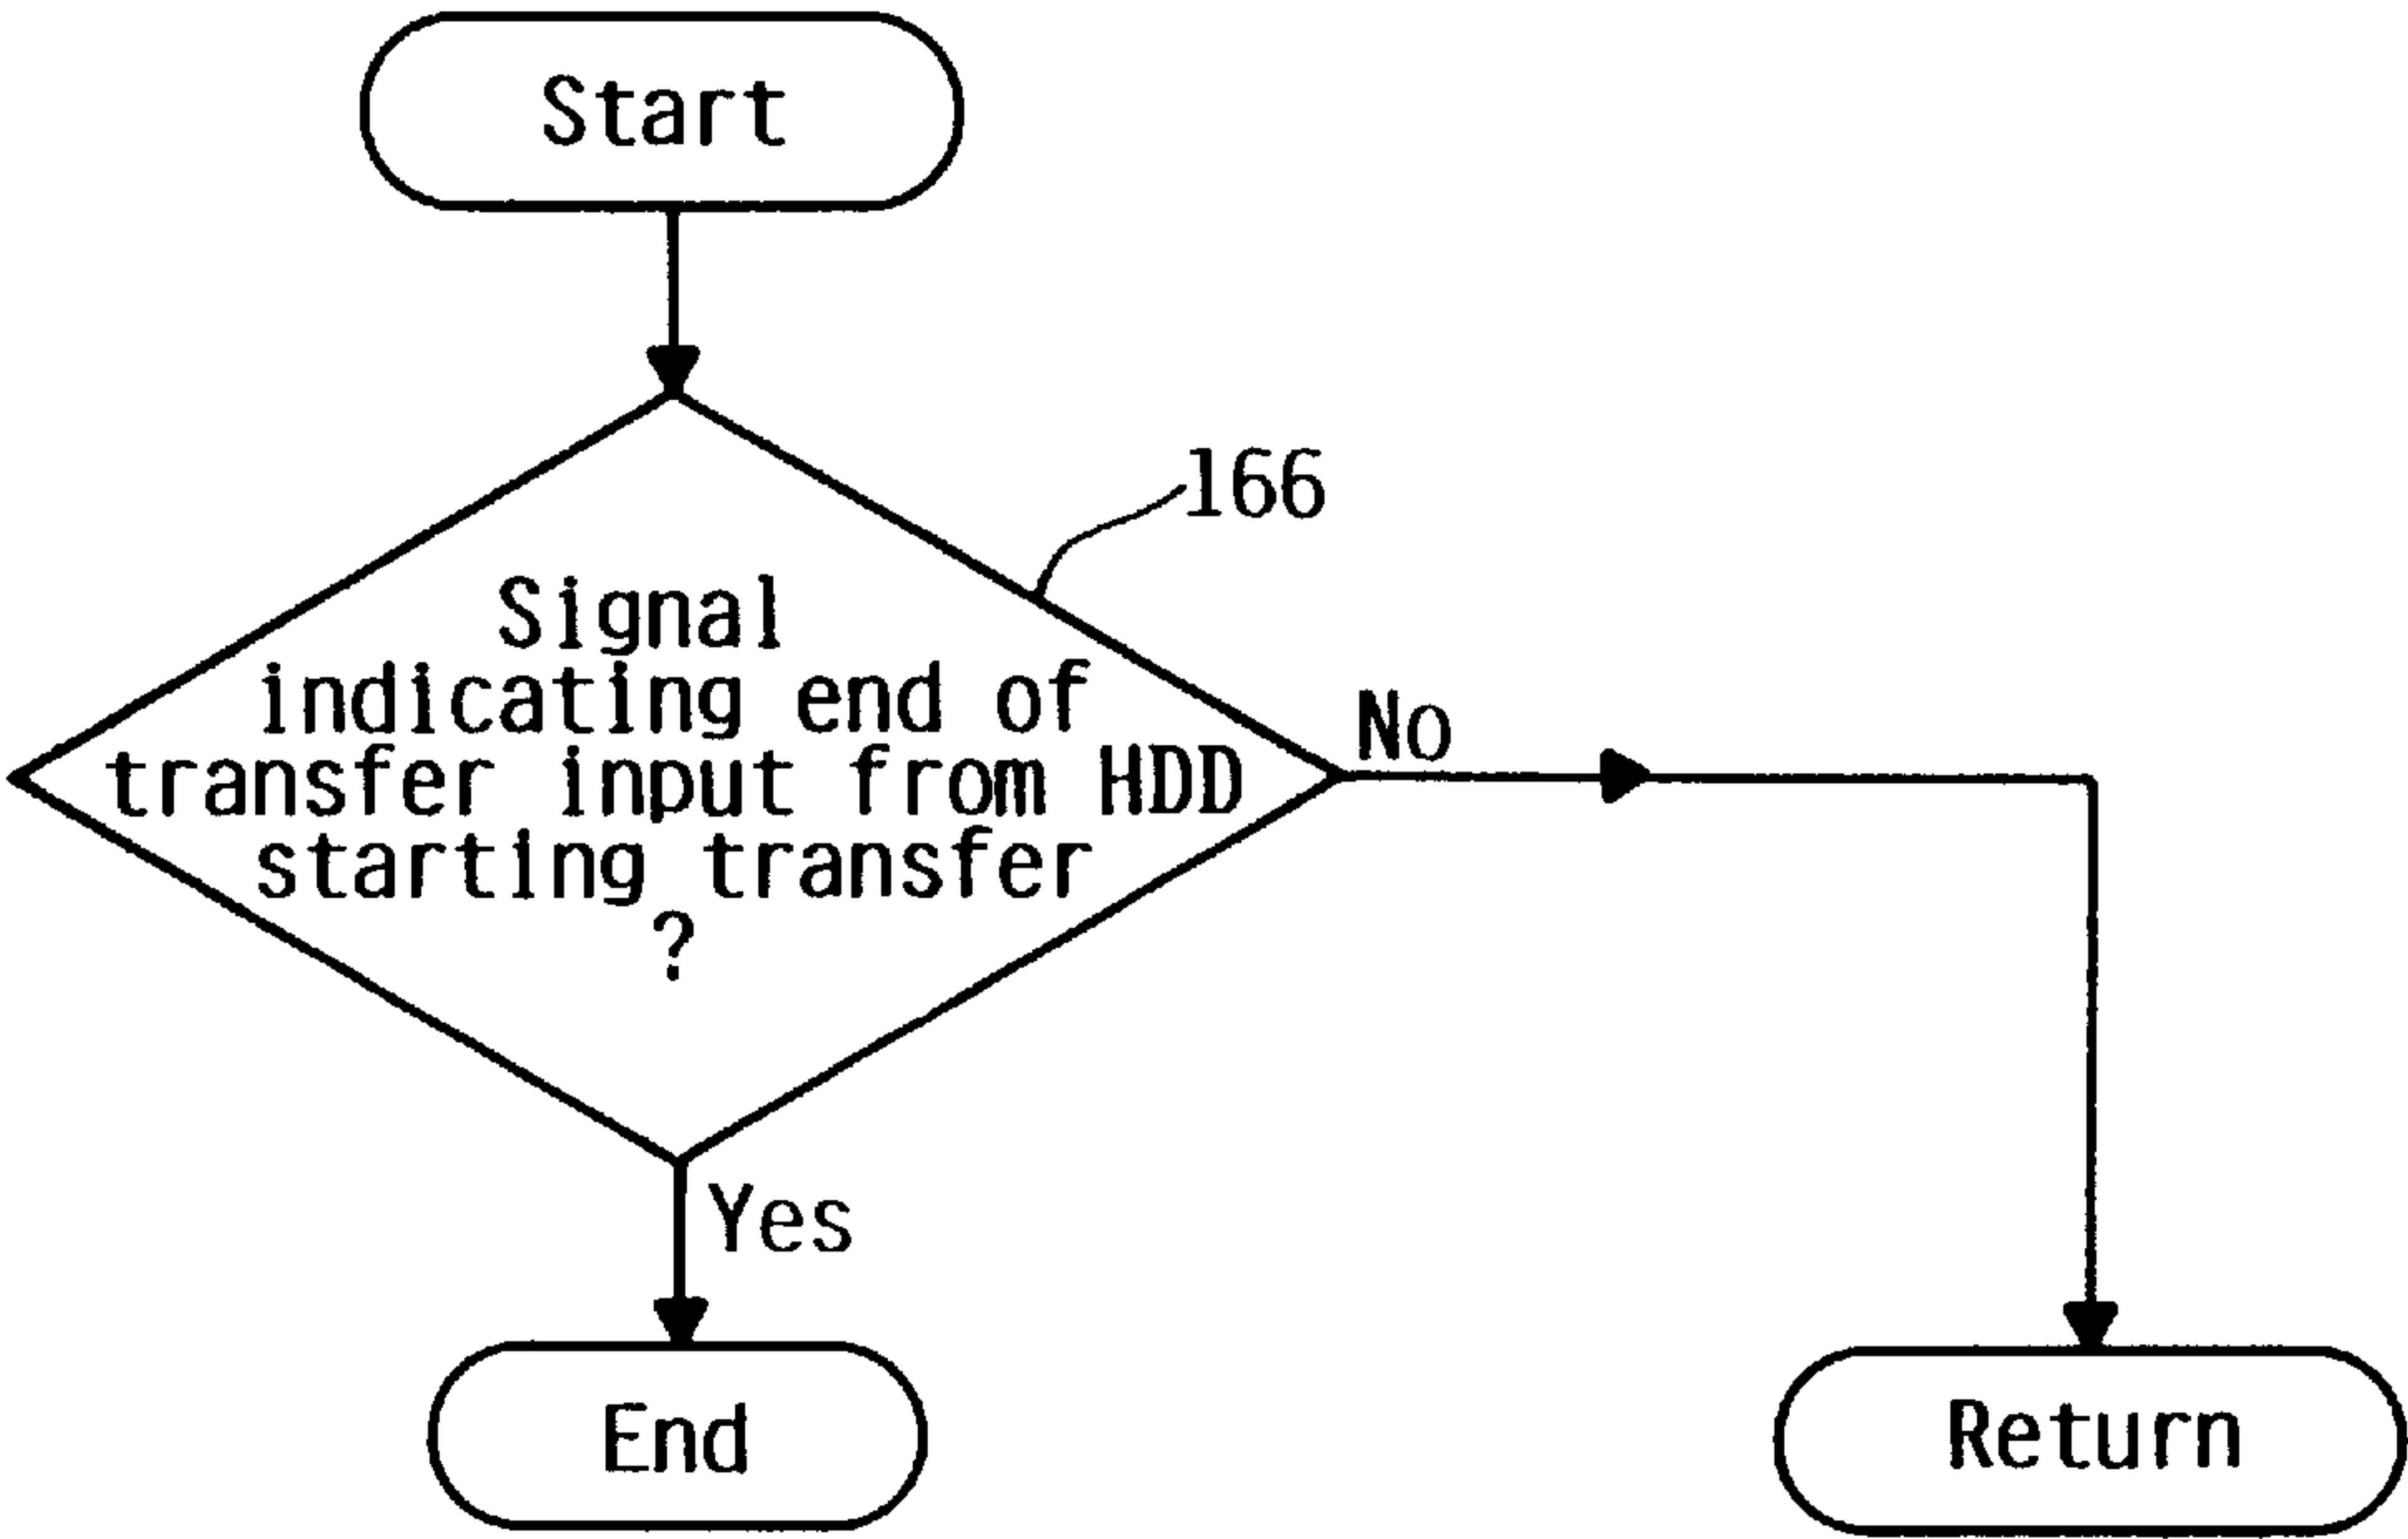 Start
166
Signal
indicating end of
transfer input from HDD
starting transfer
?
No
Yes
End
Return